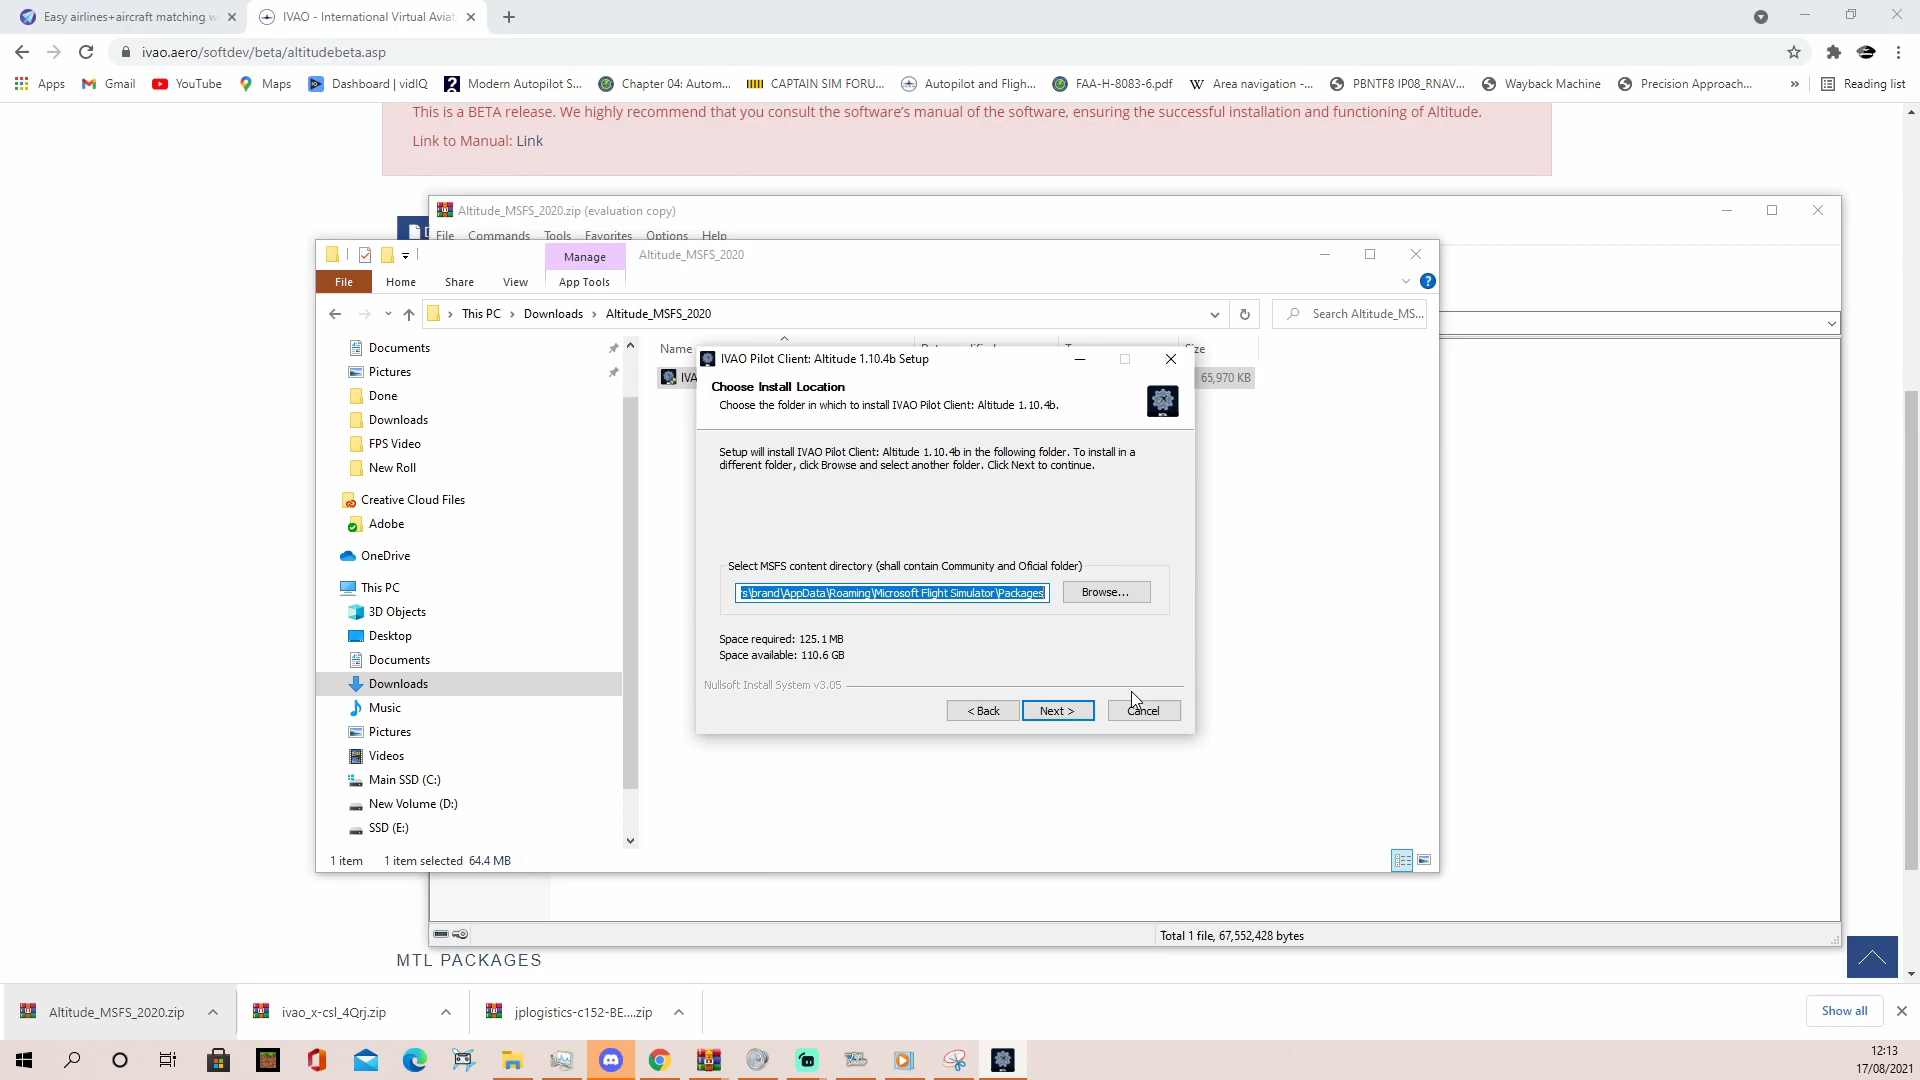 Easy airlines+aircraft matching w
IVAO - International Virtual Aviat
ivao.aero/softdev/beta/altitudebeta.asp
Apps
Gmail
YouTube
Maps
Dashboard | vidIQ
Modern Autopilot S...
Chapter 04: Autom...
CAPTAIN SIM FORU...
Autopilot and Fligh...
FAA-H-8083-6.pdf
Area navigation -...
PBNTF8 IP08_RNAV...
Wayback Machine
Precision Approach...
»
Reading list
This is a BETA release. We highly recommend that you consult the software's manual of the software, ensuring the successful installation and functioning of Altitude.
Link to Manual: Link
Altitude_MSFS_2020.zip (evaluation copy)
File Commands Tools Favorites Options Help
Manage
Altitude_MSFS_2020
File
Home
Share
View
App Tools
This PC > Downloads > Altitude_MSFS_2020
Search Altitude_MS...
Name
Documents
Pictures
Done
Downloads
FPS Video
New Roll
Creative Cloud Files
Adobe
OneDrive
This PC
3D Objects
Desktop
Documents
Downloads
Music
Pictures
Videos
Main SSD (C:)
New Volume (D:)
SSD (E:)
IVA
65,970 KB
IVAO Pilot Client: Altitude 1.10.4b Setup
Choose Install Location
Choose the folder in which to install IVAO Pilot Client: Altitude 1.10.4b.
Setup will install IVAO Pilot Client: Altitude 1.10.4b in the following folder. To install in a
different folder, click Browse and select another folder. Click Next to continue.
Select MSFS content directory (shall contain Community and Oficial folder)
s\brand\AppData\Roaming\Microsoft Flight Simulator\Packages
Browse...
Space required: 125.1 MB
Space available: 110.6 GB
Nullsoft Install System v3.05
< Back
Next >
Cancel
1 item
1 item selected 64.4 MB
Total 1 file, 67,552,428 bytes
MTL PACKAGES
Altitude_MSFS_2020.zip
ivao_x-csl_4Qrj.zip
jplogistics-c152-BE....zip
Show all
12:13
17/08/2021